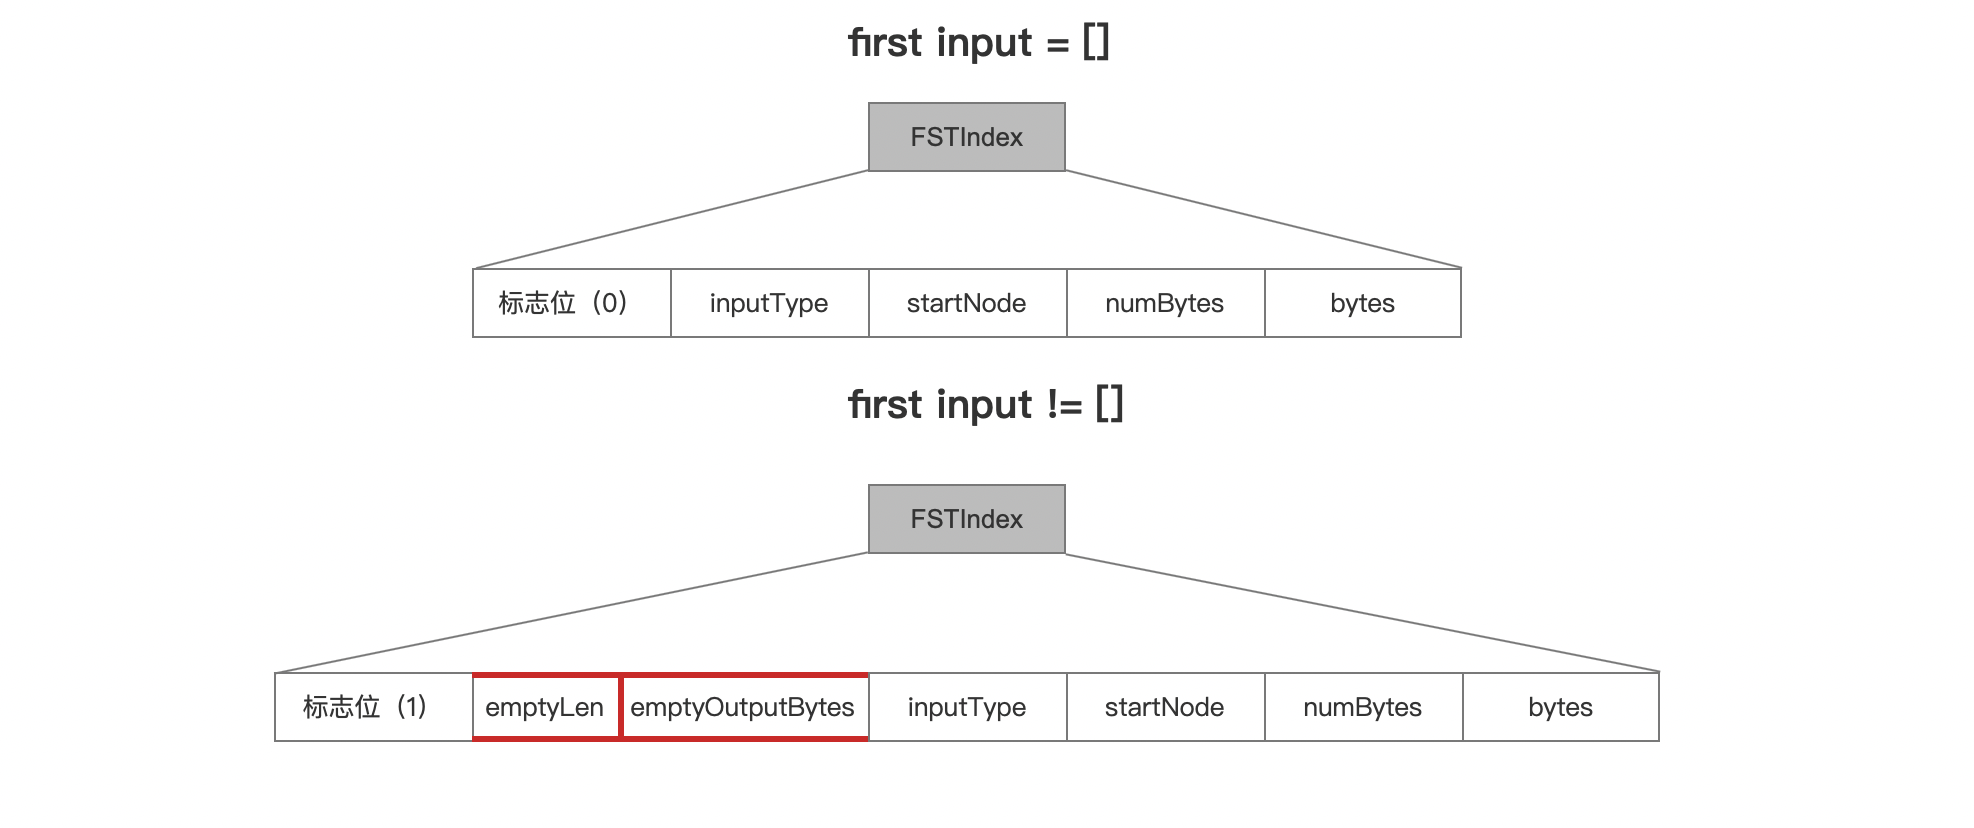 first input = []
FSTIndex
标志位（0） inputType startNode numBytes bytes
first input != []
FSTIndex
标志位（1） emptyLen emptyOutputBytes inputType startNode numBytes bytes